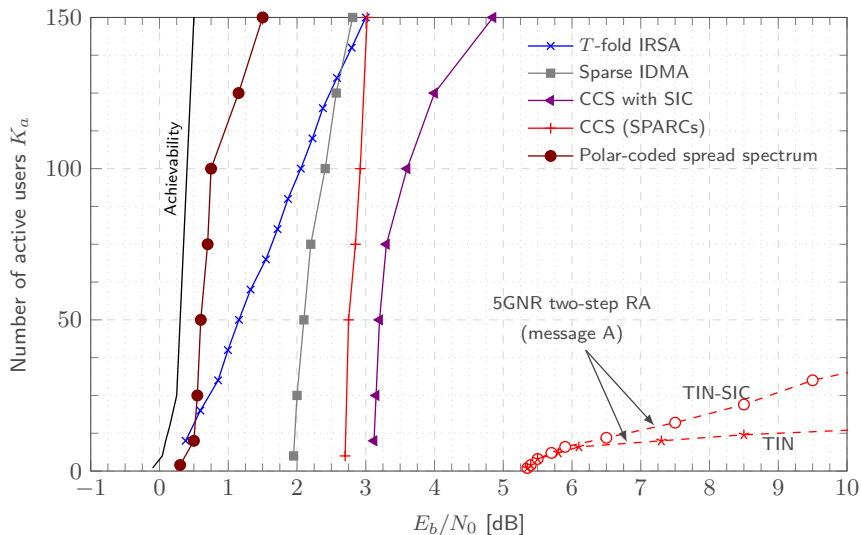 150
100
50
0
Number of active users K_a
−1
0
1
2
3
4
5
6
7
8
9
10
E_b/N_0 [dB]
Achievability
T-fold IRSA
Sparse IDMA
CCS with SIC
CCS (SPARCs)
Polar-coded spread spectrum
5GNR two-step RA
(message A)
TIN-SIC
TIN